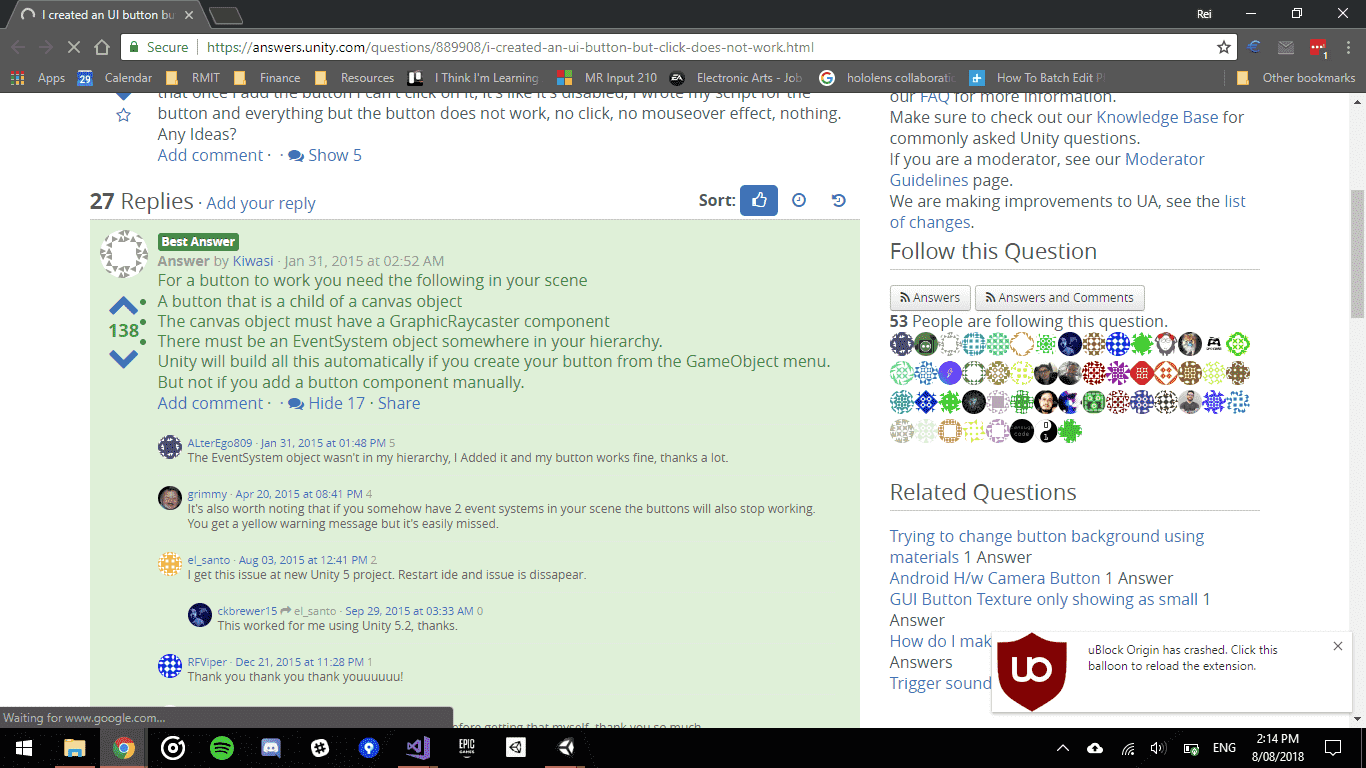 I created an UI button bu
Rei
Secure
https://answers.unity.com/questions/889908/i-created-an-ui-button-but-click-does-not-work.html
1
Apps
29
Calendar
RMIT
Finance
Resources
I Think I'm Learning
MR Input 210
Electronic Arts - Job
hololens collaborati
How To Batch Edit P
Other bookmarks
that once I add the button I can't click on it, it's like it's disabled, I wrote my script for the
button and everything but the button does not work, no click, no mouseover effect, nothing.
Any Ideas?
Add comment · · Show 5
27 Replies · Add your reply
Sort:
Best Answer
Answer by Kiwasi · Jan 31, 2015 at 02:52 AM
138
For a button to work you need the following in your scene
• A button that is a child of a canvas object
• The canvas object must have a GraphicRaycaster component
• There must be an EventSystem object somewhere in your hierarchy.
Unity will build all this automatically if you create your button from the GameObject menu.
But not if you add a button component manually.
Add comment · · Hide 17 · Share
ALterEgo809 · Jan 31, 2015 at 01:48 PM 5
The EventSystem object wasn't in my hierarchy, I Added it and my button works fine, thanks a lot.
grimmy · Apr 20, 2015 at 08:41 PM 4
It's also worth noting that if you somehow have 2 event systems in your scene the buttons will also stop working.
You get a yellow warning message but it's easily missed.
el_santo · Aug 03, 2015 at 12:41 PM 2
I get this issue at new Unity 5 project. Restart ide and issue is dissapear.
ckbrewer15 el_santo · Sep 29, 2015 at 03:33 AM 0
This worked for me using Unity 5.2, thanks.
RFViper · Dec 21, 2015 at 11:28 PM 1
Thank you thank you thank youuuuuu!
before getting that myself, thank you so much
our FAQ for more information.
Make sure to check out our Knowledge Base for
commonly asked Unity questions.
If you are a moderator, see our Moderator
Guidelines page.
We are making improvements to UA, see the list
of changes.
Follow this Question
Answers
Answers and Comments
53 People are following this question.
Related Questions
Trying to change button background using
materials 1 Answer
Android H/w Camera Button 1 Answer
GUI Button Texture only showing as small 1
Answer
How do I mak
Answers
Trigger sound
uBlock Origin has crashed. Click this
balloon to reload the extension.
Waiting for www.google.com...
EPIC
GAMES
ENG
2:14 PM
8/08/2018